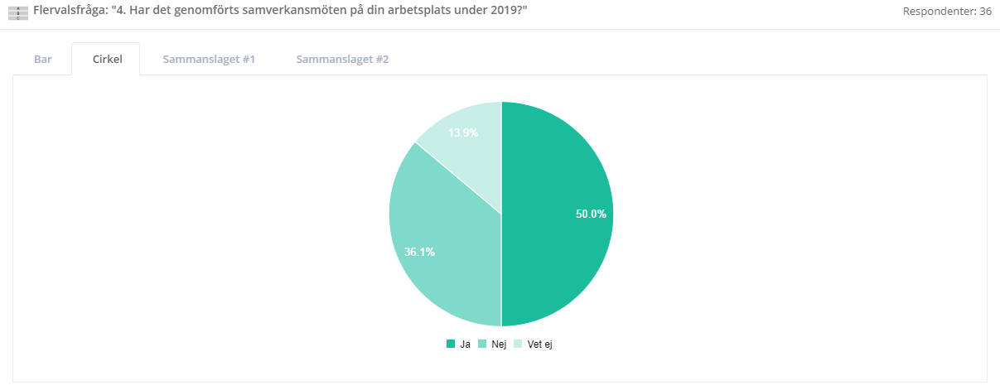 Flervalsfråga: "4. Har det genomförts samverkansmöten på din arbetsplats under 2019?" Respondenter: 36
Bar Cirkel Sammanslaget #1 Sammanslaget #2
13.9%
50.0%
36.1%
Ja Nej Vet ej